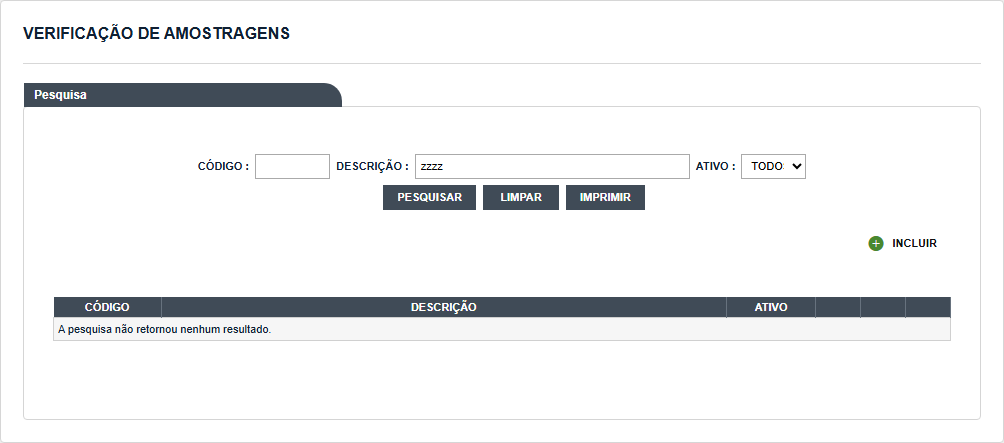 VERIFICAÇÃO DE AMOSTRAGENS
Pesquisa
CÓDIGO : DESCRIÇÃO : zzzz ATIVO : TODO
PESQUISAR LIMPAR IMPRIMIR
INCLUIR
CÓDIGO DESCRIÇÃO ATIVO
A pesquisa não retornou nenhum resultado.